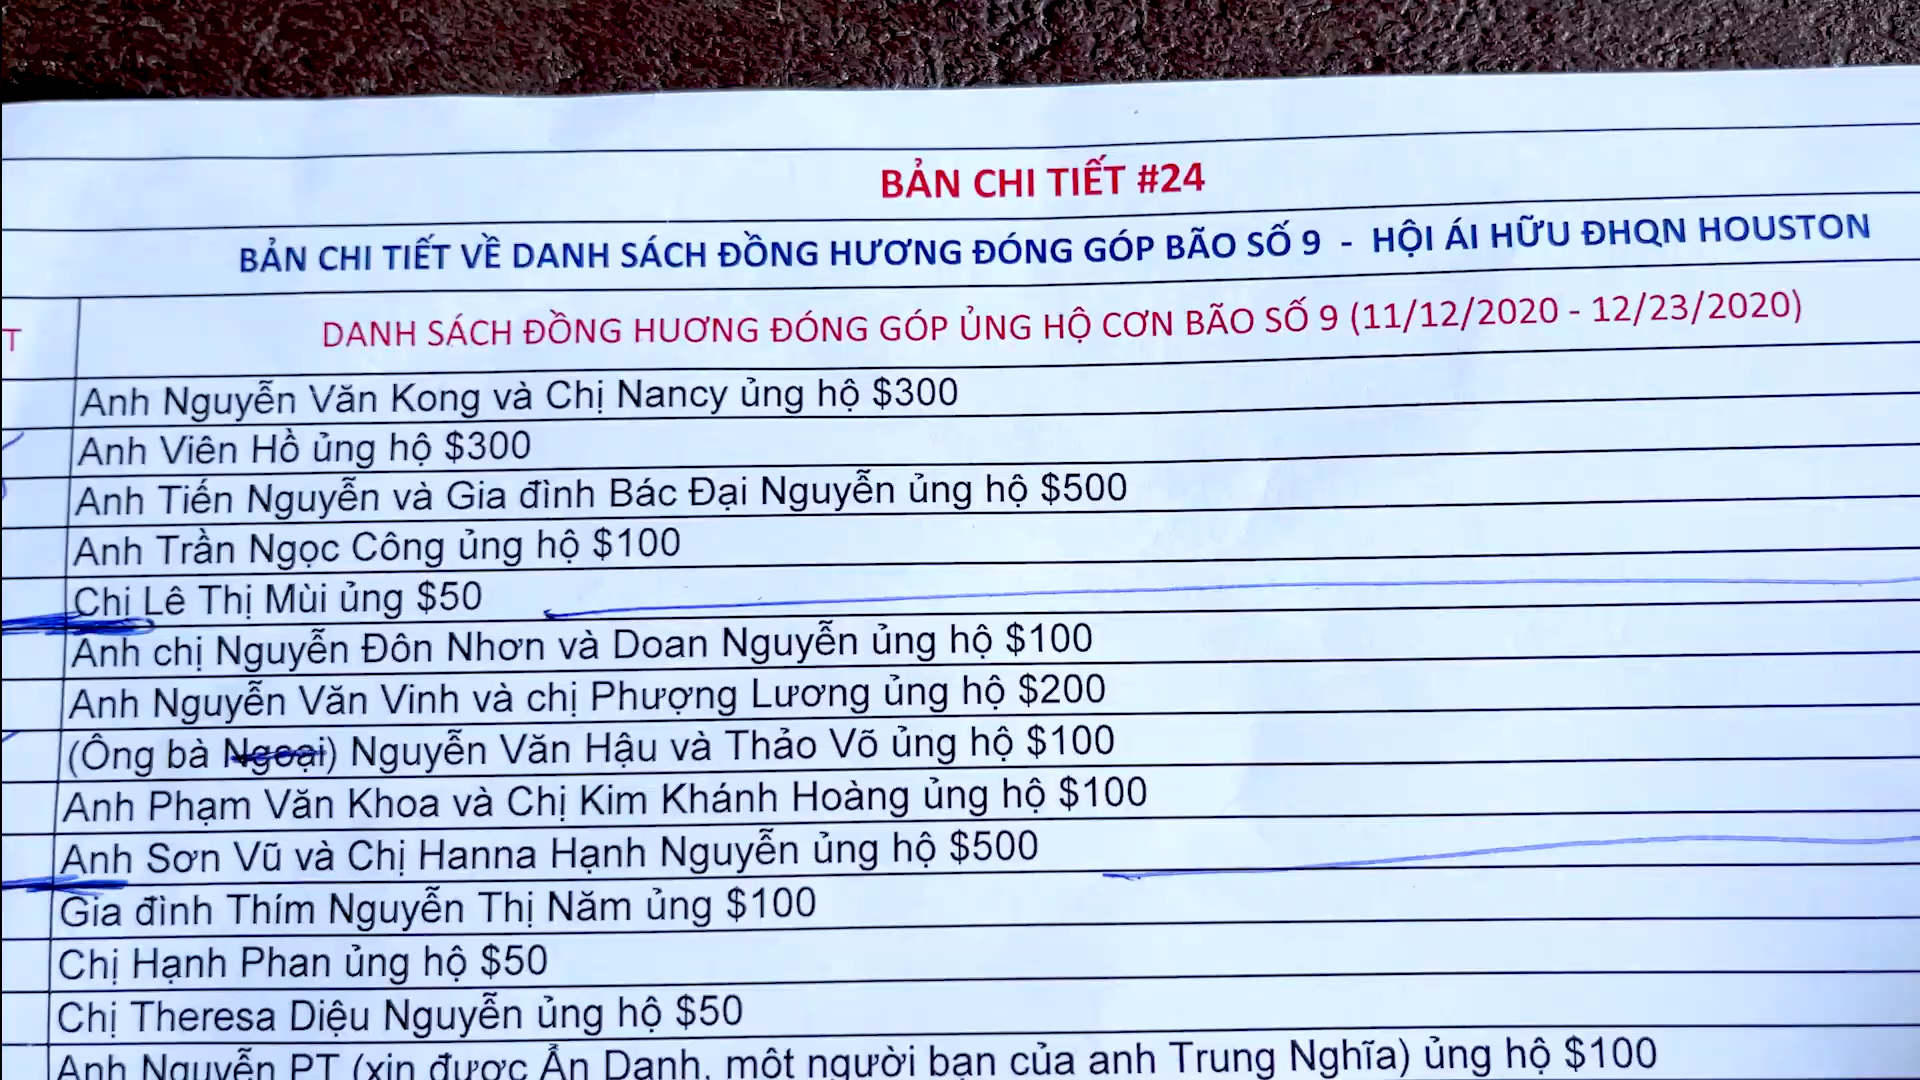 BẢN CHI TIẾT #24
BẢN CHI TIẾT VỀ DANH SÁCH ĐỒNG HƯƠNG ĐÓNG GÓP BÃO SỐ 9 - HỘI ÁI HỮU ĐHQN HOUSTON
T DANH SÁCH ĐỒNG HUƠNG ĐÓNG GÓP ỦNG HỘ CƠN BÃO SỐ 9 (11/12/2020 - 12/23/2020)
Anh Nguyễn Văn Kong và Chị Nancy ủng hộ $300
Anh Viên Hồ ủng hộ $300
Anh Tiến Nguyễn và Gia đình Bác Đại Nguyễn ủng hộ $500
Anh Trần Ngọc Công ủng hộ $100
Chị Lê Thị Mùi ủng $50
Anh chị Nguyễn Đôn Nhơn và Doan Nguyễn ủng hộ $100
Anh Nguyễn Văn Vinh và chị Phượng Lương ủng hộ $200
(Ông bà Ngoại) Nguyễn Văn Hậu và Thảo Võ ủng hộ $100
Anh Phạm Văn Khoa và Chị Kim Khánh Hoàng ủng hộ $100
Anh Sơn Vũ và Chị Hanna Hạnh Nguyễn ủng hộ $500
Gia đình Thím Nguyễn Thị Năm ủng $100
Chị Hạnh Phan ủng hộ $50
Chị Theresa Diệu Nguyễn ủng hộ $50
Anh Nguyễn PT (xin được Ẩn Danh, một người bạn của anh Trung Nghĩa) ủng hộ $100